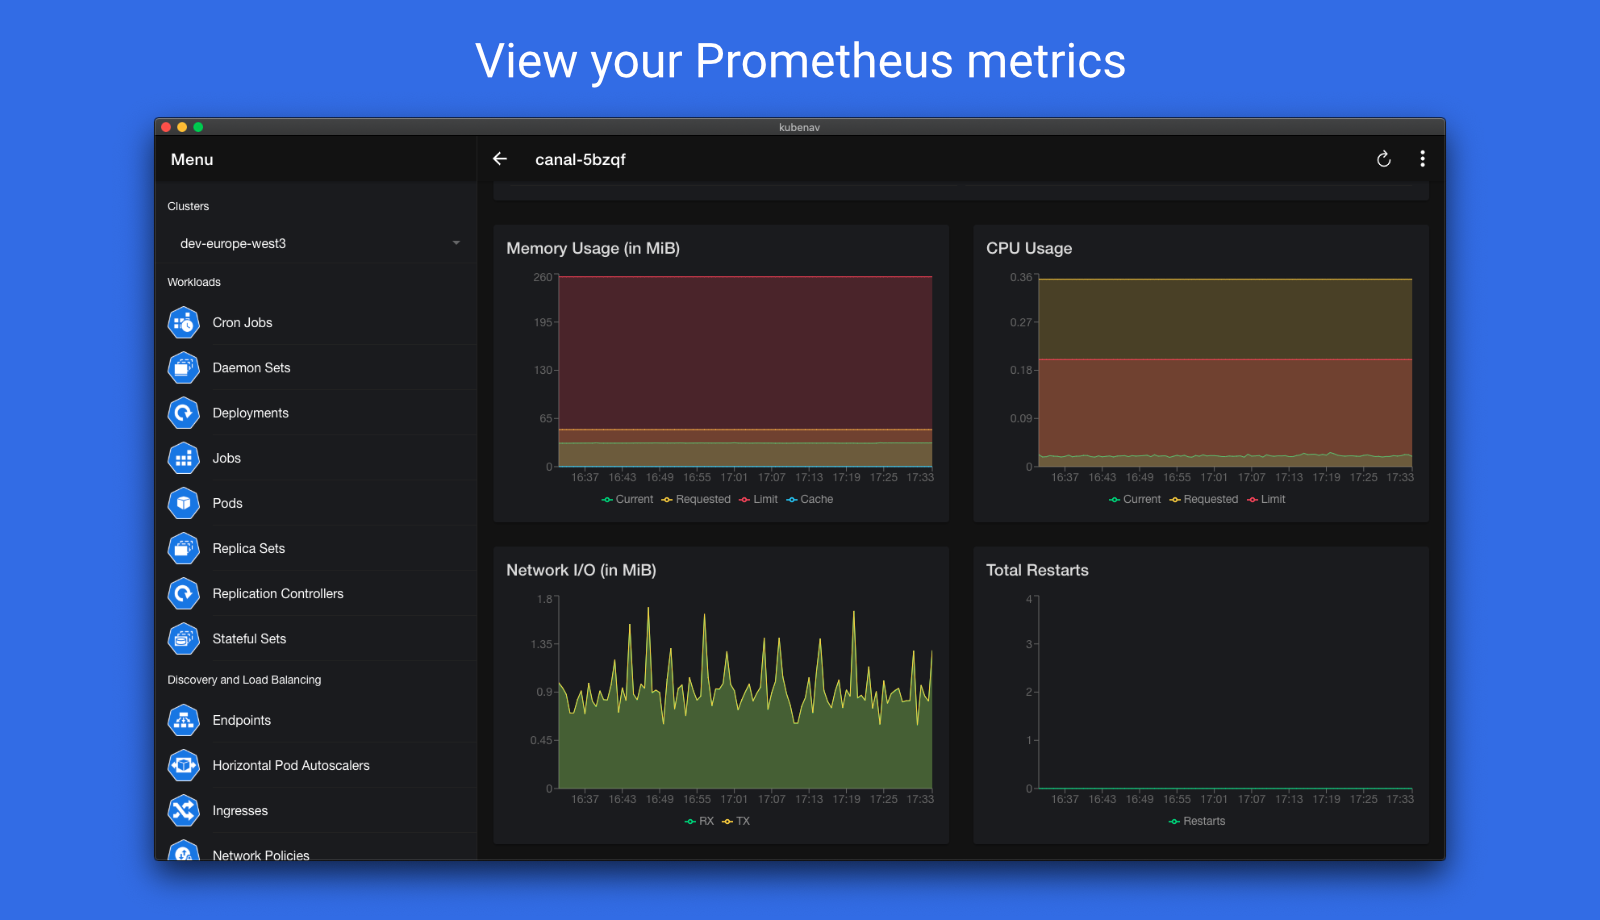 View your Prometheus metrics
kubenav
Menu
canal-5bzqf
Clusters
dev-europe-west3
Workloads
Cron Jobs
Daemon Sets
Deployments
Jobs
Pods
Replica Sets
Replication Controllers
Stateful Sets
Discovery and Load Balancing
Endpoints
Horizontal Pod Autoscalers
Ingresses
Network Policies
Memory Usage (in MiB)
260
195
130
65
0
16:37 16:43 16:49 16:55 17:01 17:07 17:13 17:19 17:25 17:33
Current Requested Limit Cache
CPU Usage
0.36
0.27
0.18
0.09
0
16:37 16:43 16:49 16:55 17:01 17:07 17:13 17:19 17:25 17:33
Current Requested Limit
Network I/O (in MiB)
1.8
1.35
0.9
0.45
0
16:37 16:43 16:49 16:55 17:01 17:07 17:13 17:19 17:25 17:33
RX TX
Total Restarts
4
3
2
1
0
16:37 16:43 16:49 16:55 17:01 17:07 17:13 17:19 17:25 17:33
Restarts